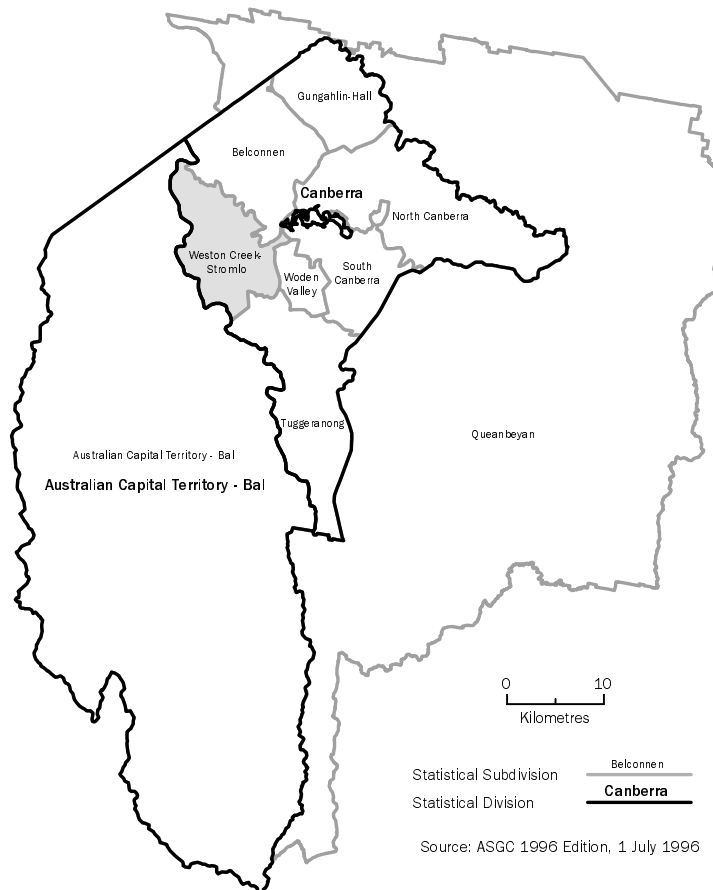 Gungahlin-Hall
Belconnen
Canberra
North Canberra
Weston Creek-
Stromlo
Woden
Valley
South
Canberra
Tuggeranong
Queanbeyan
Australian Capital Territory - Bal
Australian Capital Territory - Bal
0 10
Kilometres
Statistical Subdivision Belconnen
Statistical Division Canberra
Source: ASGC 1996 Edition, 1 July 1996